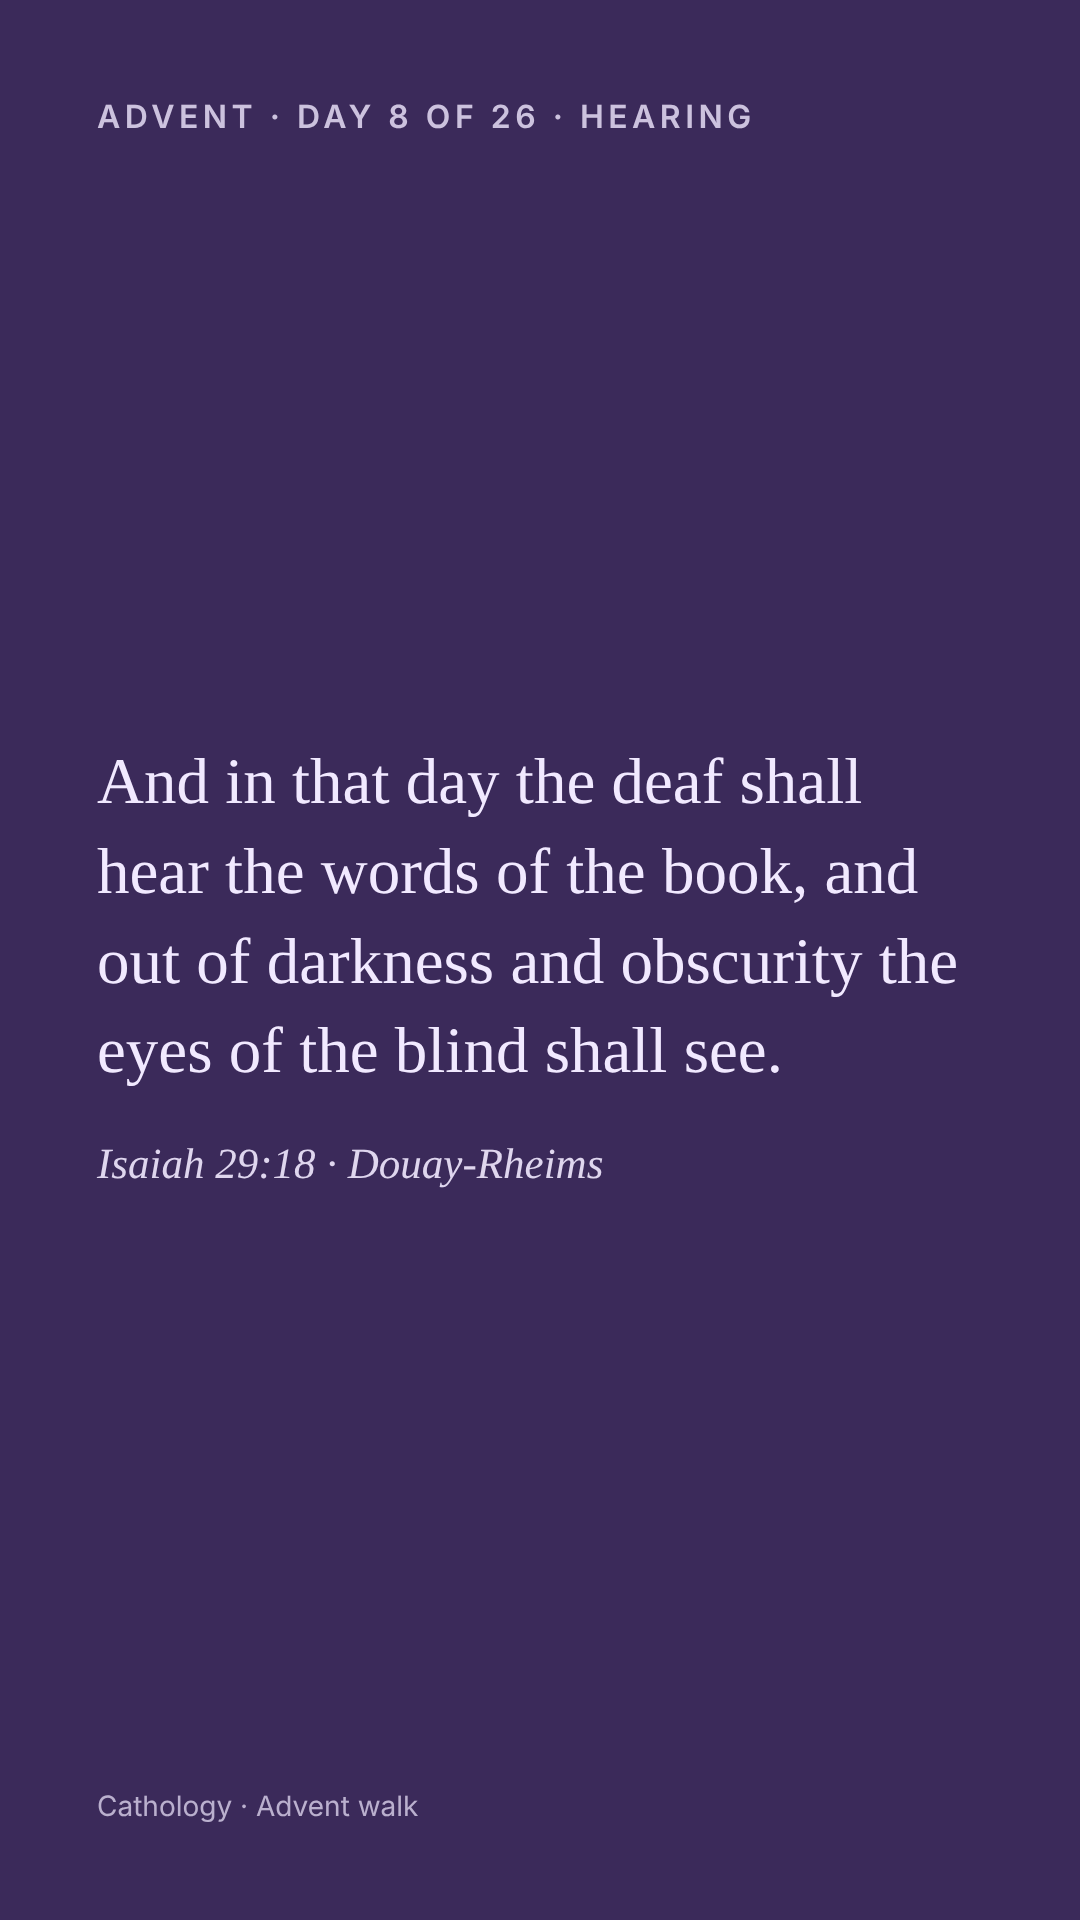 ADVENT · DAY 8 OF 26 · HEARING
And in that day the deaf shall
hear the words of the book, and
out of darkness and obscurity the
eyes of the blind shall see.
Isaiah 29:18 · Douay-Rheims
Cathology · Advent walk